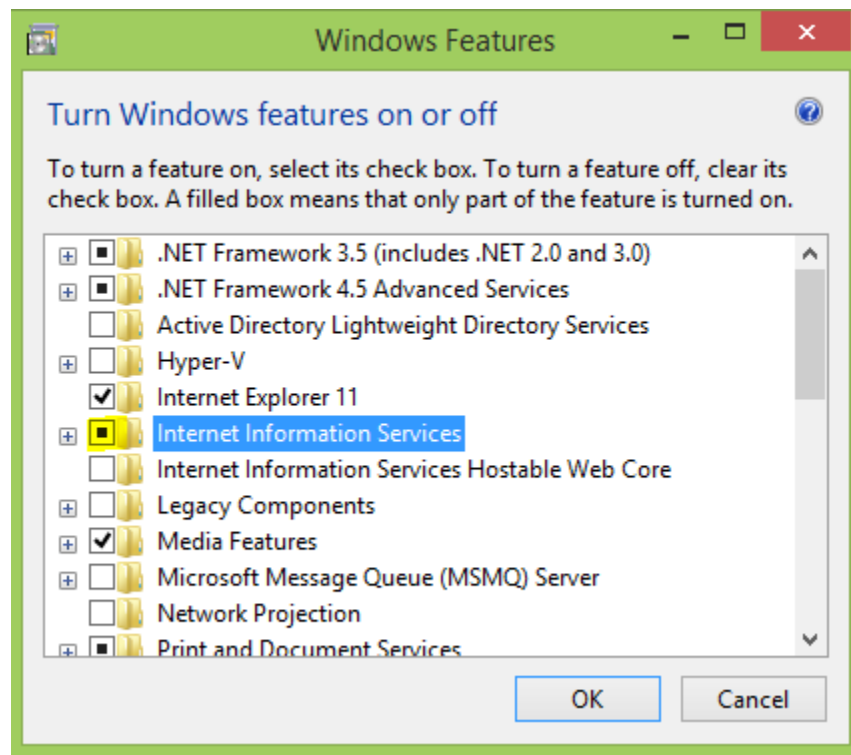 Windows Features
Turn Windows features on or off
To turn a feature on, select its check box. To turn a feature off, clear its
check box. A filled box means that only part of the feature is turned on.
.NET Framework 3.5 (includes .NET 2.0 and 3.0)
.NET Framework 4.5 Advanced Services
Active Directory Lightweight Directory Services
Hyper-V
Internet Explorer 11
Internet Information Services
Internet Information Services Hostable Web Core
Legacy Components
Media Features
Microsoft Message Queue (MSMQ) Server
Network Projection
Print and Document Services
OK
Cancel